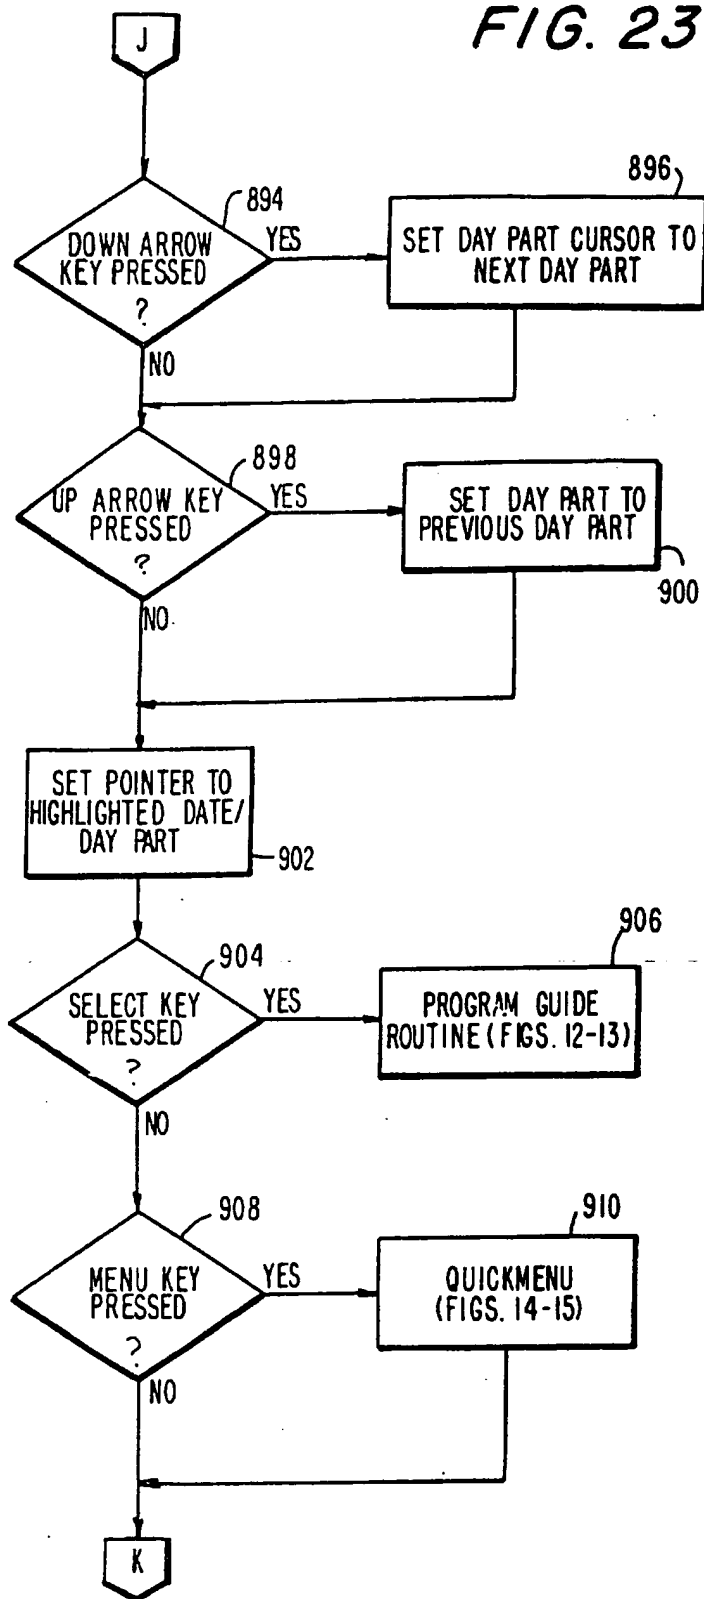 FIG. 23
J
894
DOWN ARROW
KEY PRESSED
?
YES
NO
896
SET DAY PART CURSOR TO
NEXT DAY PART
898
UP ARROW KEY
PRESSED
?
YES
NO
SET DAY PART TO
PREVIOUS DAY PART
900
SET POINTER TO
HIGHLIGHTED DATE/
DAY PART
902
904
SELECT KEY
PRESSED
?
YES
NO
906
PROGRAM GUIDE
ROUTINE (FIGS. 12-13)
908
MENU KEY
PRESSED
?
YES
NO
910
QUICKMENU
(FIGS. 14-15)
K